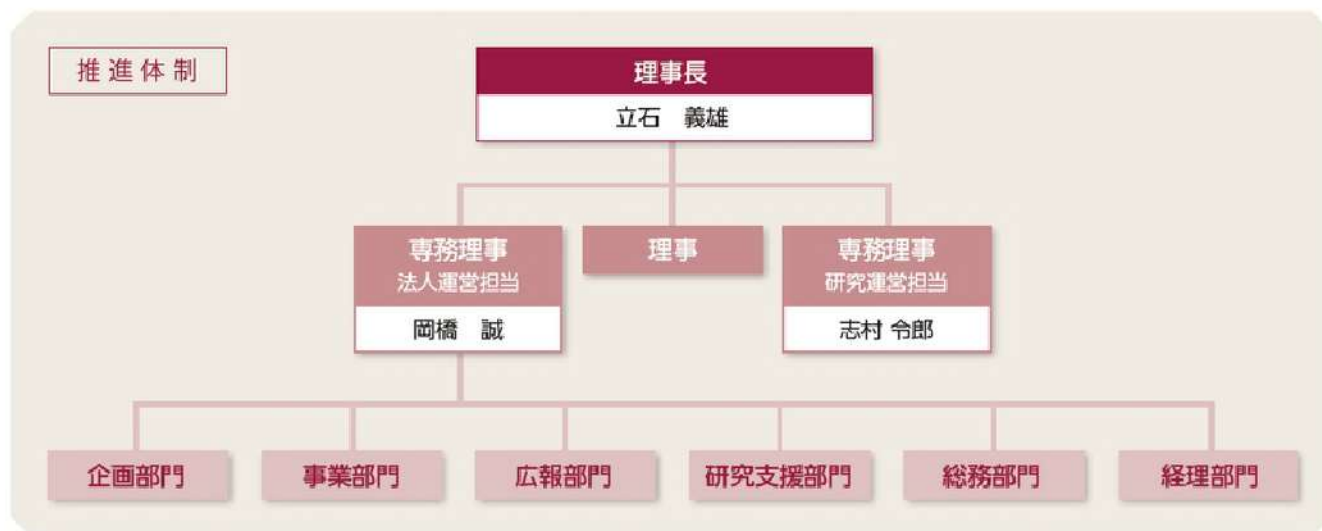 推進体制
理事長
立石　義雄
専務理事
法人運営担当
岡橋　誠
理事
専務理事
研究運営担当
志村 令郎
企画部門
事業部門
広報部門
研究支援部門
総務部門
経理部門